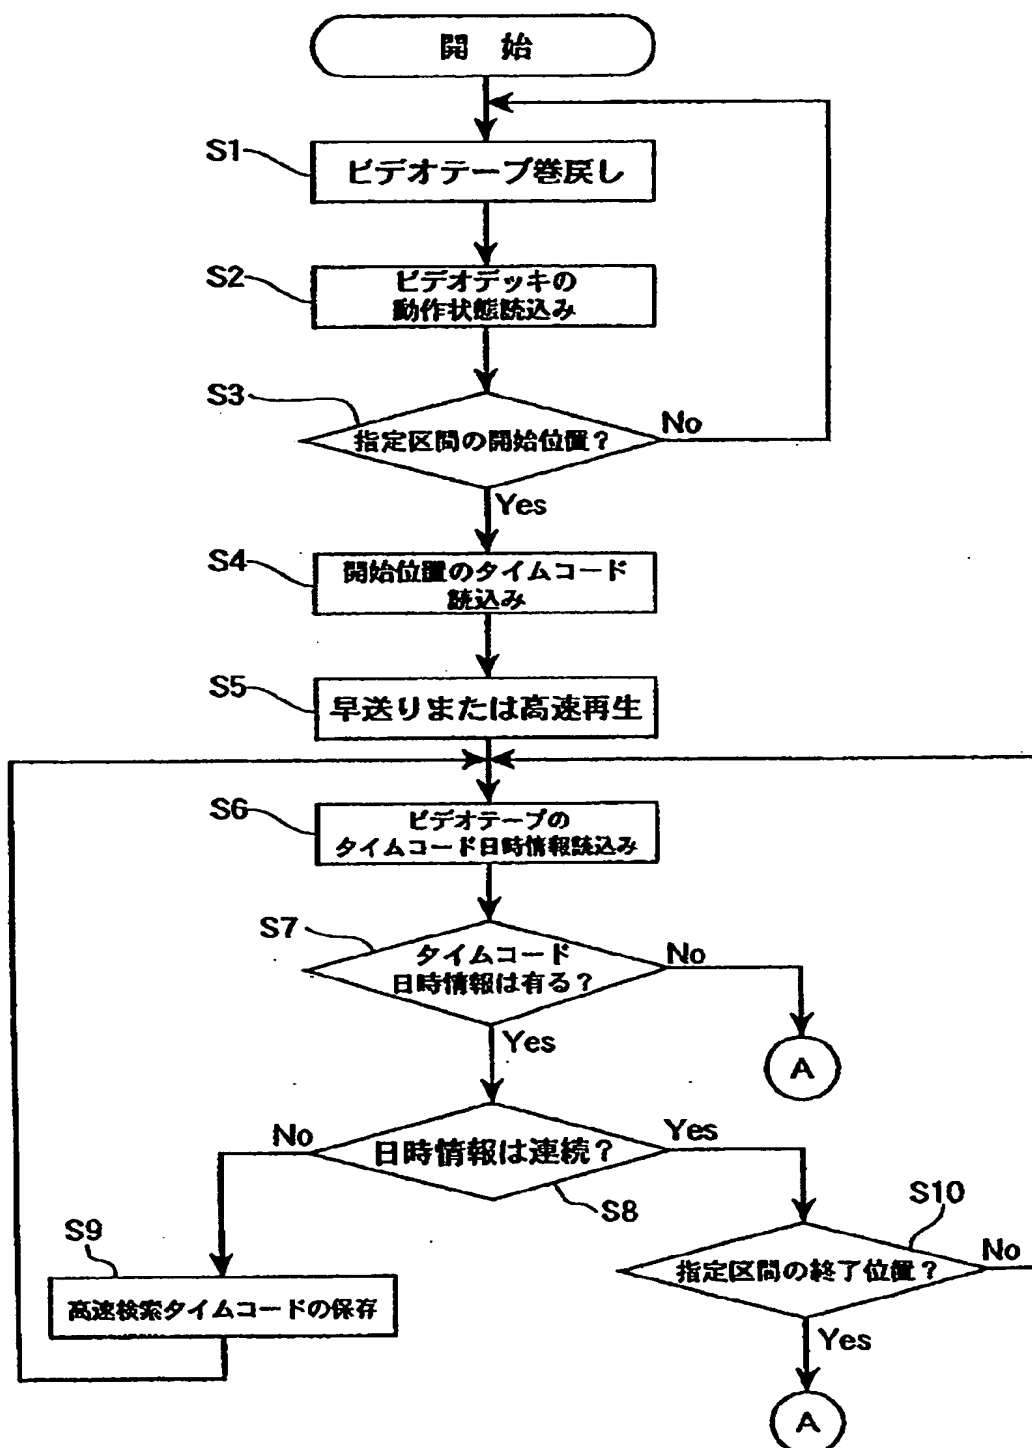 開 始
S1
ビデオテープ巻戻し
S2
ビデオデッキの
動作状態読込み
S3
指定区間の開始位置?
No
Yes
S4
開始位置のタイムコード
読込み
S5
早送りまたは高速再生
S6
ビデオテープの
タイムコード日時情報読込み
S7
タイムコード
日時情報は有る?
No
Yes
A
No
日時情報は連続?
Yes
S8
S10
S9
指定区間の終了位置?
No
高速検索タイムコードの保存
Yes
A